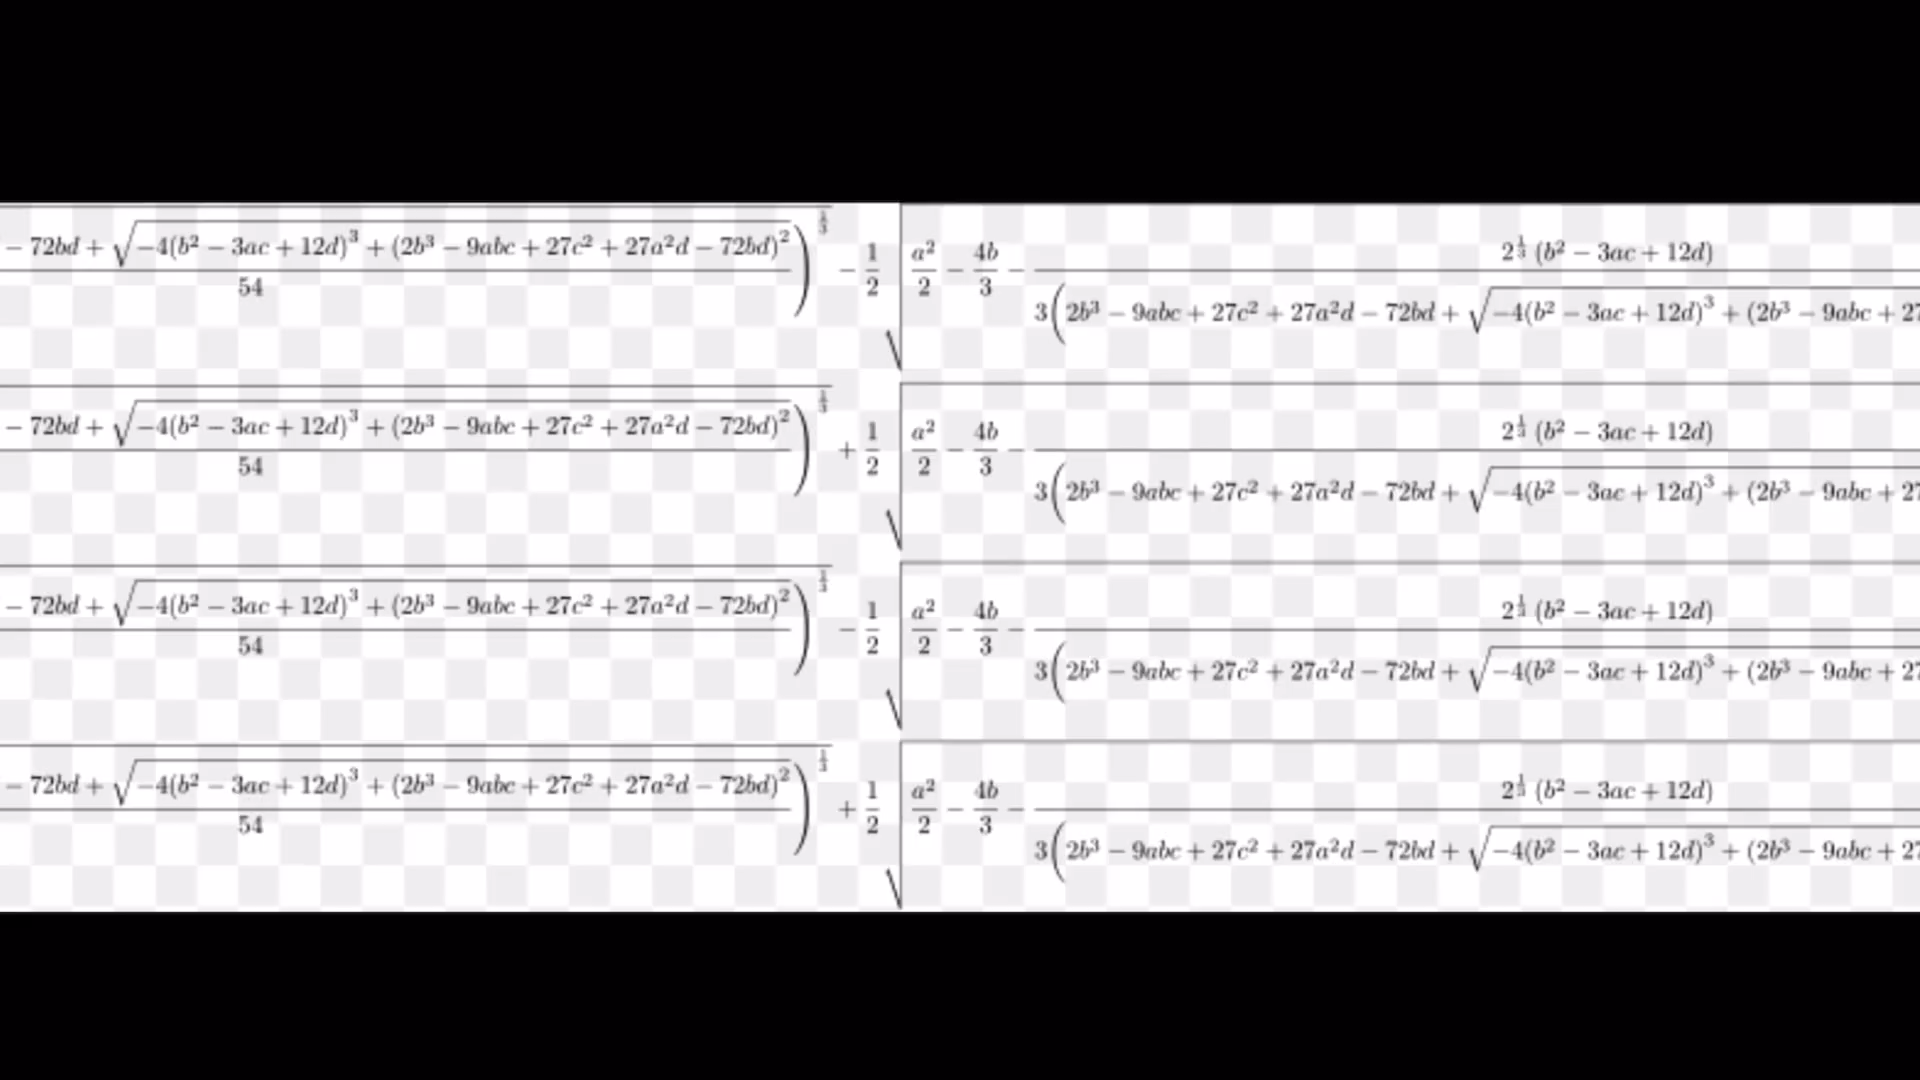 − 72bd + √−4(b² − 3ac + 12d)³ + (2b³ − 9abc + 27c² + 27a²d − 72bd)²
54
) 1/3 − 1/2 √ a²/2 − 4b/3 − 2^1/3 (b² − 3ac + 12d)
3(2b³ − 9abc + 27c² + 27a²d − 72bd + √−4(b² − 3ac + 12d)³ + (2b³ − 9abc + 27
− 72bd + √−4(b² − 3ac + 12d)³ + (2b³ − 9abc + 27c² + 27a²d − 72bd)²
54
) 1/3 + 1/2 √ a²/2 − 4b/3 − 2^1/3 (b² − 3ac + 12d)
3(2b³ − 9abc + 27c² + 27a²d − 72bd + √−4(b² − 3ac + 12d)³ + (2b³ − 9abc + 27
− 72bd + √−4(b² − 3ac + 12d)³ + (2b³ − 9abc + 27c² + 27a²d − 72bd)²
54
) 1/3 − 1/2 √ a²/2 − 4b/3 − 2^1/3 (b² − 3ac + 12d)
3(2b³ − 9abc + 27c² + 27a²d − 72bd + √−4(b² − 3ac + 12d)³ + (2b³ − 9abc + 27
− 72bd + √−4(b² − 3ac + 12d)³ + (2b³ − 9abc + 27c² + 27a²d − 72bd)²
54
) 1/3 + 1/2 √ a²/2 − 4b/3 − 2^1/3 (b² − 3ac + 12d)
3(2b³ − 9abc + 27c² + 27a²d − 72bd + √−4(b² − 3ac + 12d)³ + (2b³ − 9abc + 27